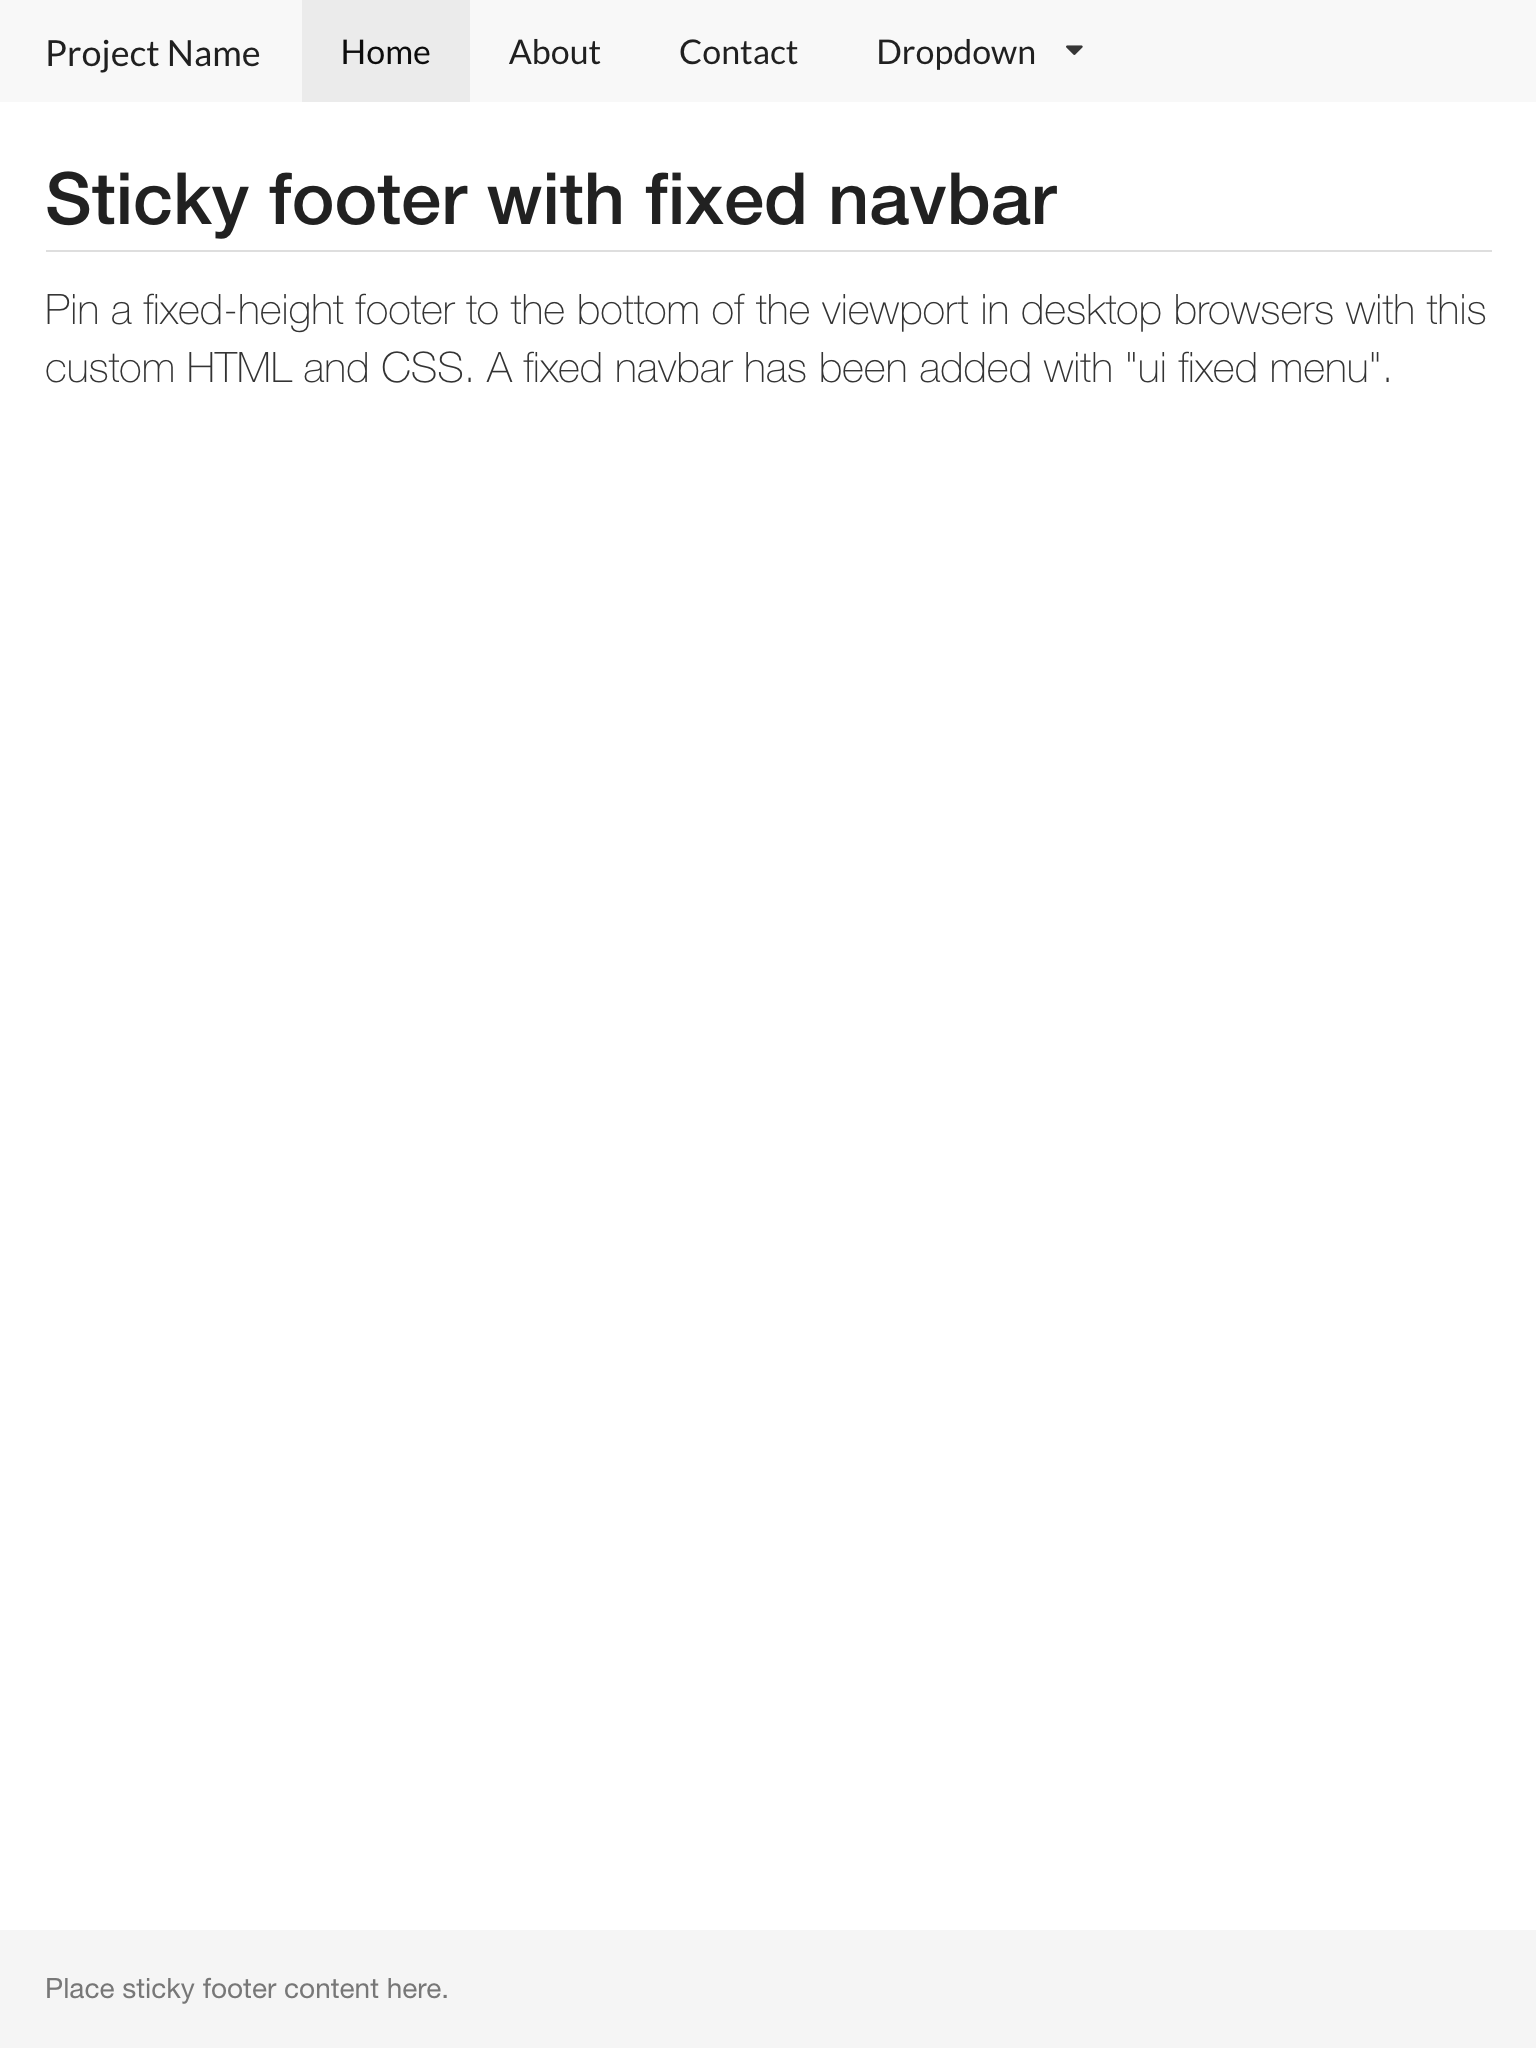 Project Name Home About Contact Dropdown
Sticky footer with fixed navbar
Pin a fixed-height footer to the bottom of the viewport in desktop browsers with this
custom HTML and CSS. A fixed navbar has been added with "ui fixed menu".
Place sticky footer content here.